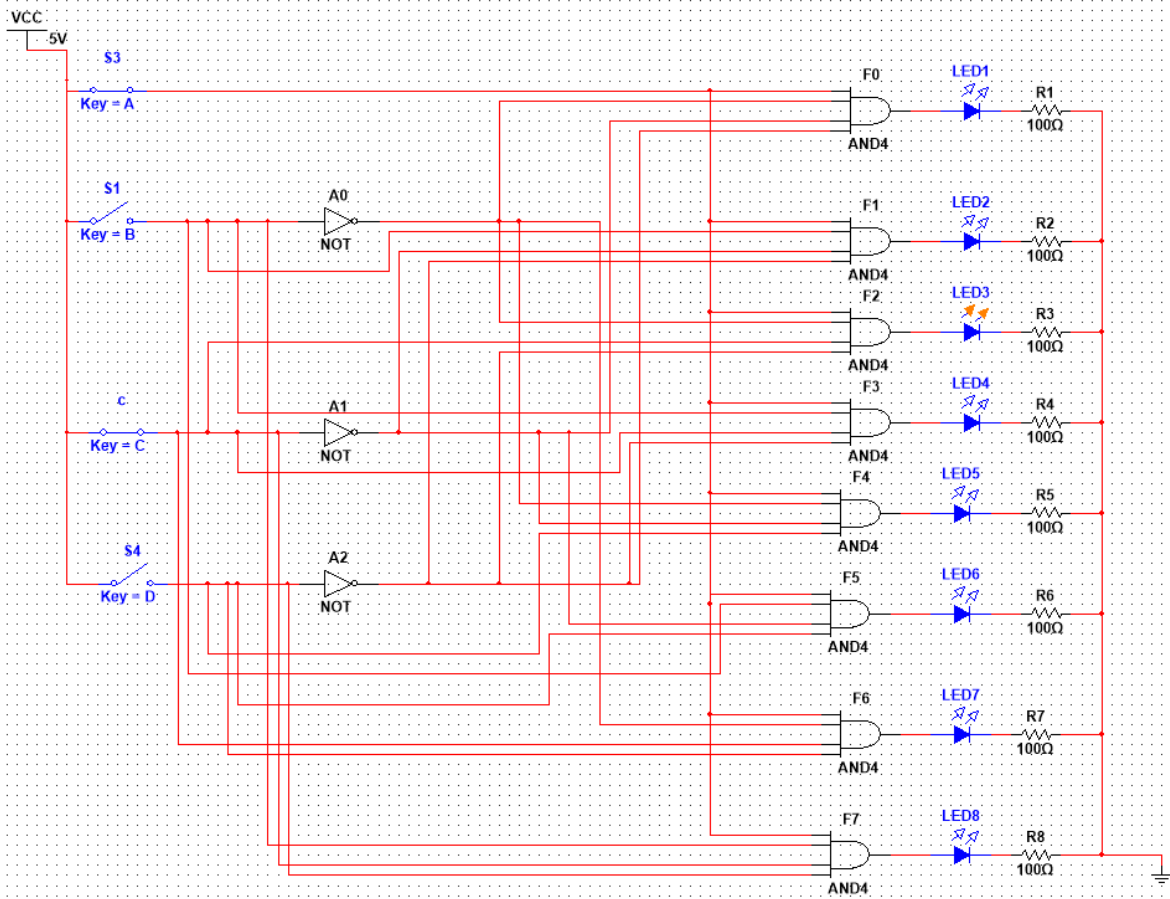 VCC
5V
S3
Key = A
F0
AND4
LED1
R1
100Ω
S1
Key = B
A0
NOT
F1
AND4
LED2
R2
100Ω
F2
AND4
LED3
R3
100Ω
c
Key = C
A1
NOT
F3
AND4
LED4
R4
100Ω
F4
AND4
LED5
R5
100Ω
S4
Key = D
A2
NOT
F5
AND4
LED6
R6
100Ω
F6
AND4
LED7
R7
100Ω
F7
AND4
LED8
R8
100Ω